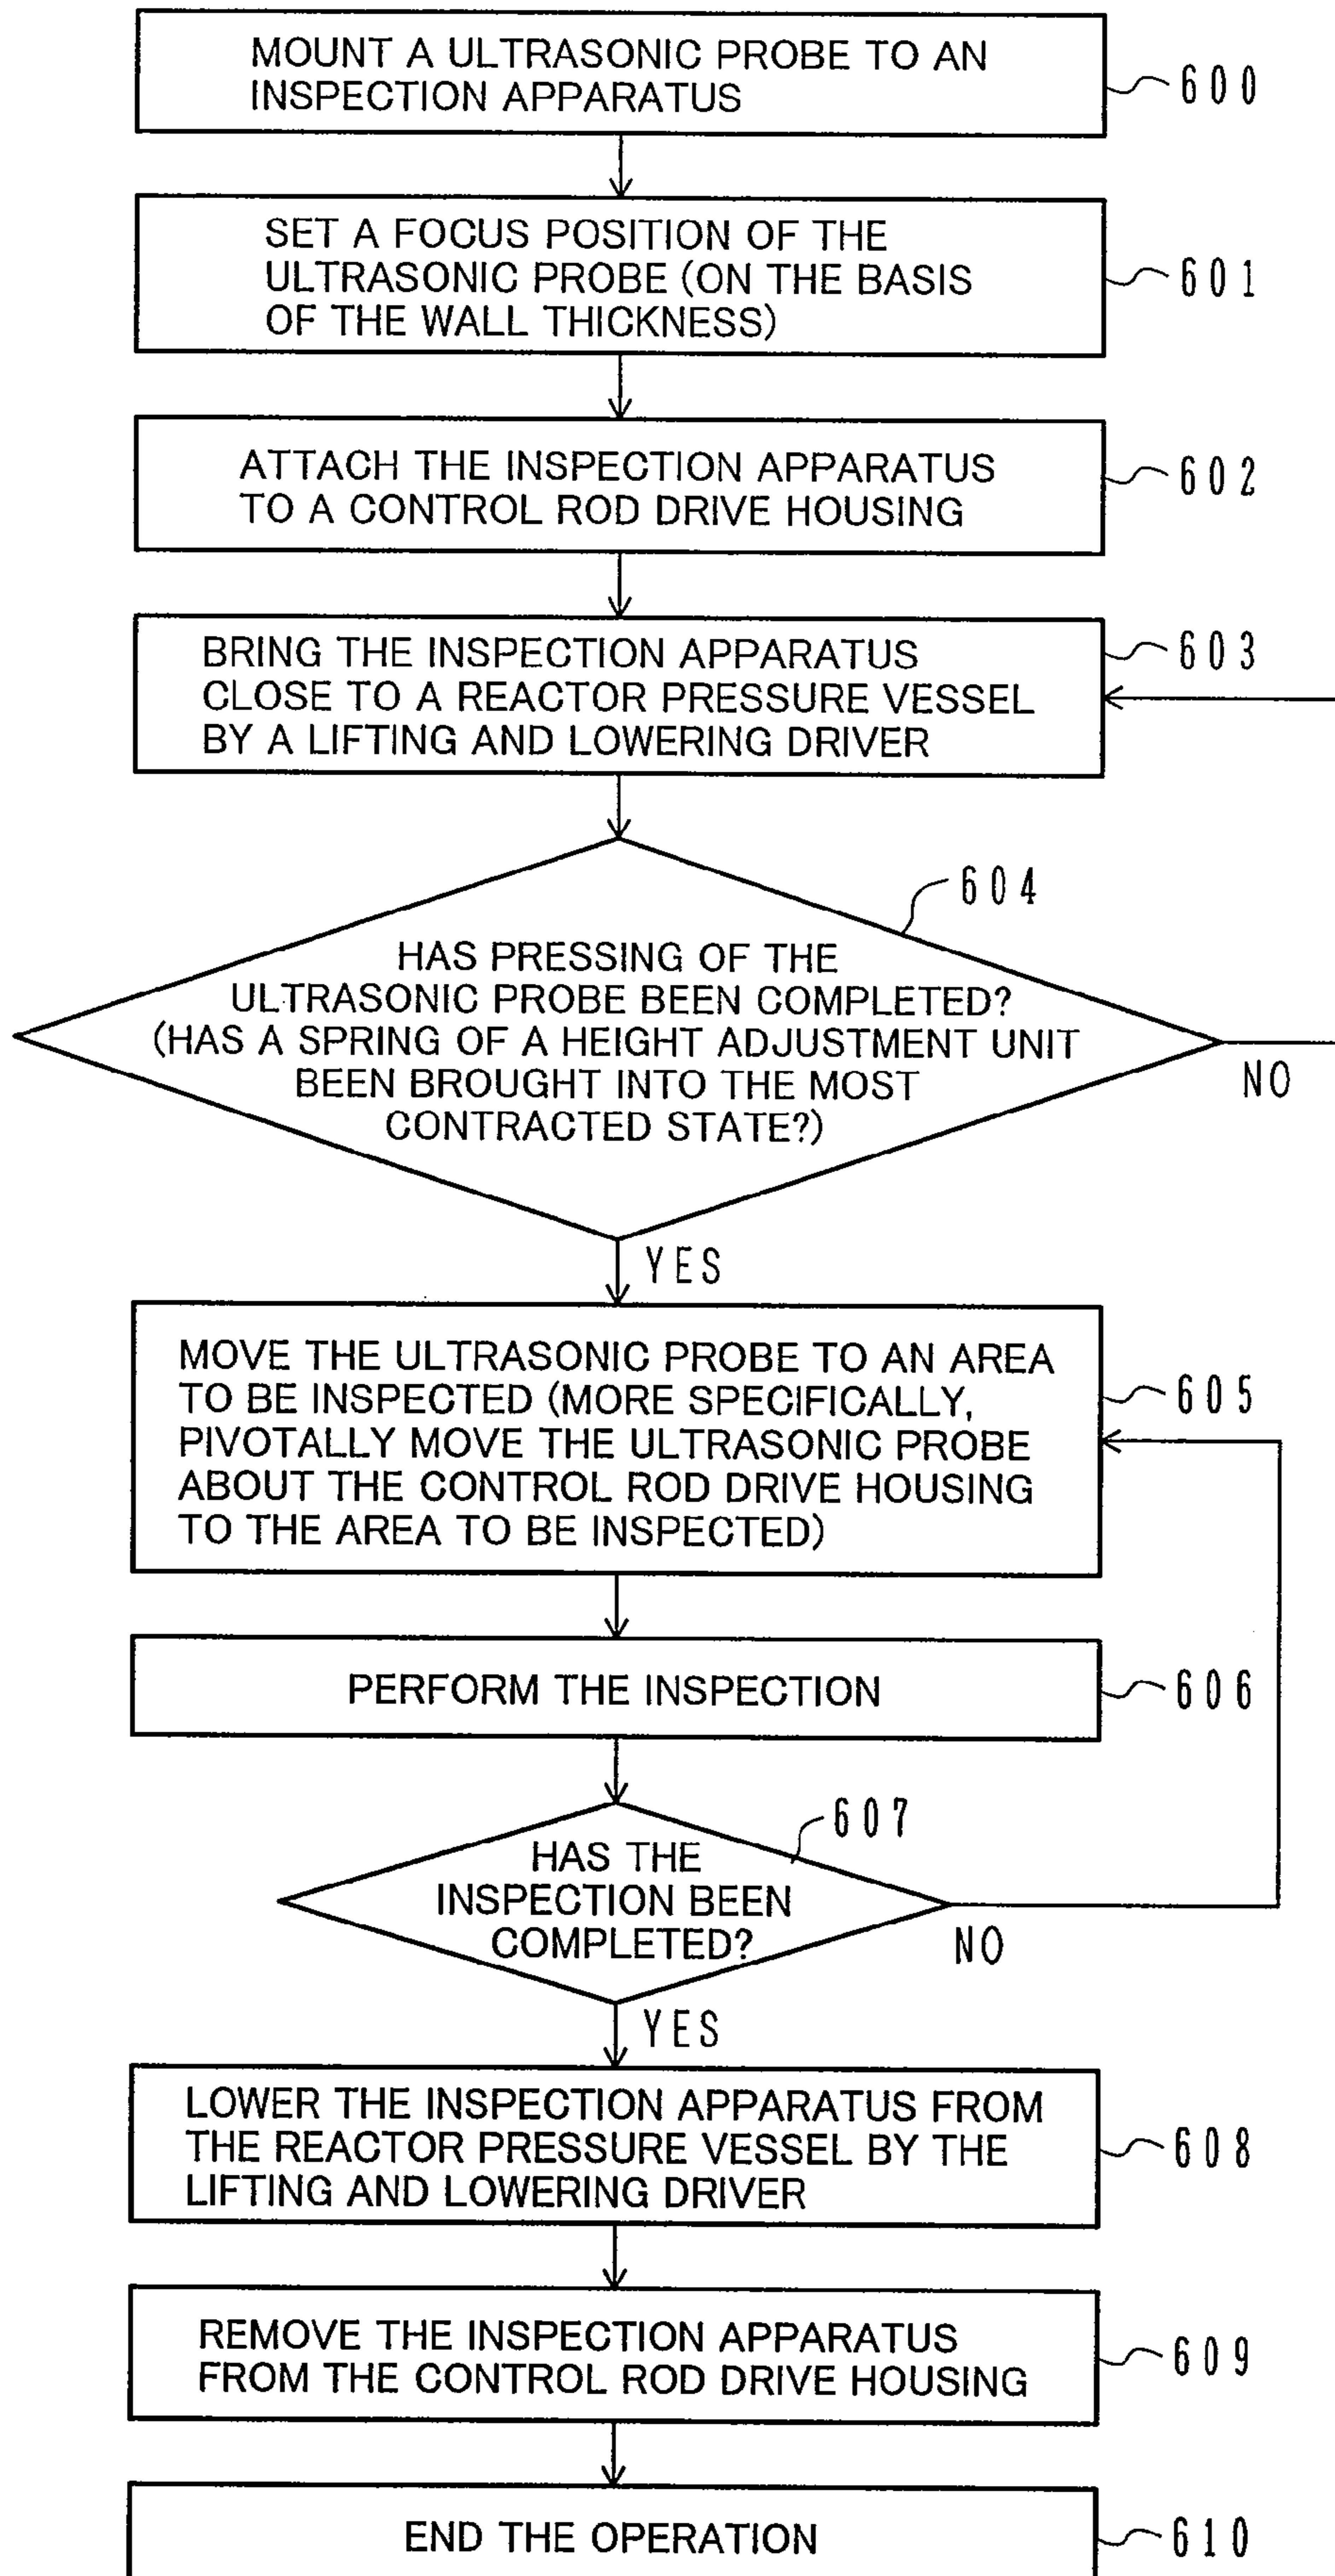 MOUNT A ULTRASONIC PROBE TO AN
INSPECTION APPARATUS
600
SET A FOCUS POSITION OF THE
ULTRASONIC PROBE (ON THE BASIS
OF THE WALL THICKNESS)
601
ATTACH THE INSPECTION APPARATUS
TO A CONTROL ROD DRIVE HOUSING
602
BRING THE INSPECTION APPARATUS
CLOSE TO A REACTOR PRESSURE VESSEL
BY A LIFTING AND LOWERING DRIVER
603
604
HAS PRESSING OF THE
ULTRASONIC PROBE BEEN COMPLETED?
(HAS A SPRING OF A HEIGHT ADJUSTMENT UNIT
BEEN BROUGHT INTO THE MOST
CONTRACTED STATE?)
NO
YES
MOVE THE ULTRASONIC PROBE TO AN AREA
TO BE INSPECTED (MORE SPECIFICALLY,
PIVOTALLY MOVE THE ULTRASONIC PROBE
ABOUT THE CONTROL ROD DRIVE HOUSING
TO THE AREA TO BE INSPECTED)
605
PERFORM THE INSPECTION
606
607
HAS THE
INSPECTION BEEN
COMPLETED?
NO
YES
LOWER THE INSPECTION APPARATUS FROM
THE REACTOR PRESSURE VESSEL BY THE
LIFTING AND LOWERING DRIVER
608
REMOVE THE INSPECTION APPARATUS
FROM THE CONTROL ROD DRIVE HOUSING
609
END THE OPERATION
610